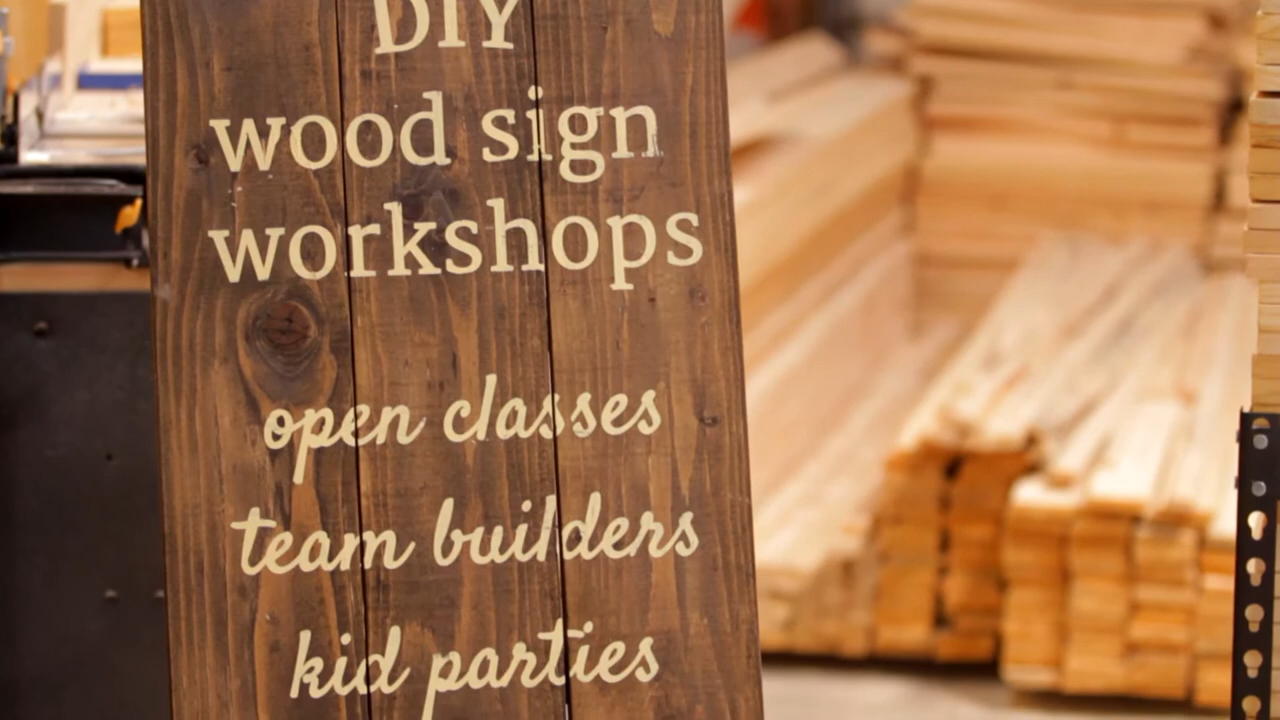 DIY
wood sign
workshops
open classes
team builders
kid parties